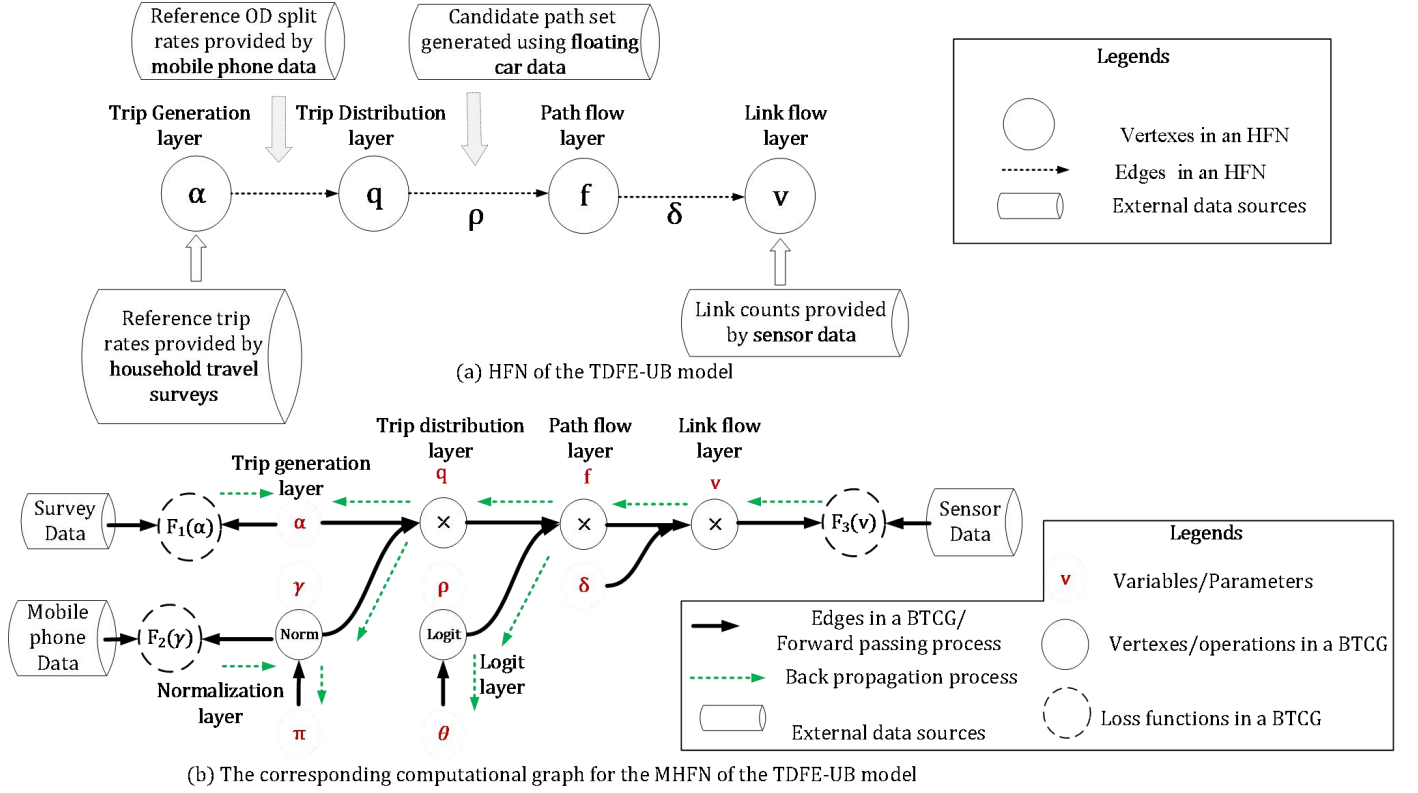 Reference OD split
rates provided by
mobile phone data
Candidate path set
generated using floating
car data
Legends
Trip Generation
layer
Trip Distribution
layer
Path flow
layer
Link flow
layer
Vertexes in an HFN
α
q
f
v
ρ
δ
Edges in an HFN
External data sources
Reference trip
rates provided by
household travel
surveys
Link counts provided
by sensor data
(a) HFN of the TDFE-UB model
Trip distribution
layer
Path flow
layer
Link flow
layer
Trip generation
layer
q
f
v
Survey
Data
F1(α)
α
×
×
×
F3(v)
Sensor
Data
γ
ρ
δ
Mobile
phone
Data
F2(γ)
Norm
Logit
Normalization
layer
Logit
layer
π
θ
Legends
v
Variables/Parameters
Edges in a BTCG/
Forward passing process
Vertexes/operations in a BTCG
Back propagation process
Loss functions in a BTCG
External data sources
(b) The corresponding computational graph for the MHFN of the TDFE-UB model